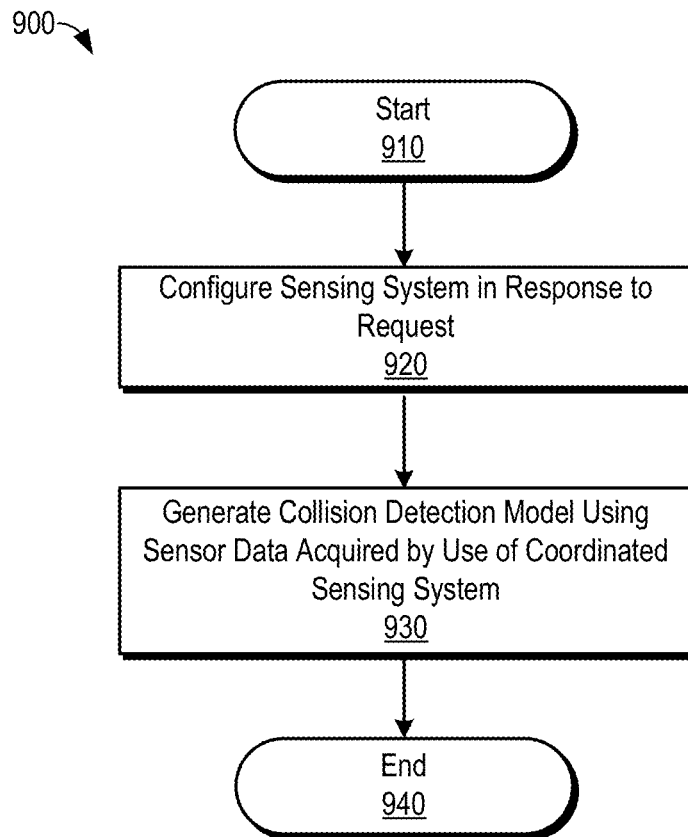 900
Start
910
Configure Sensing System in Response to
Request
920
Generate Collision Detection Model Using
Sensor Data Acquired by Use of Coordinated
Sensing System
930
End
940